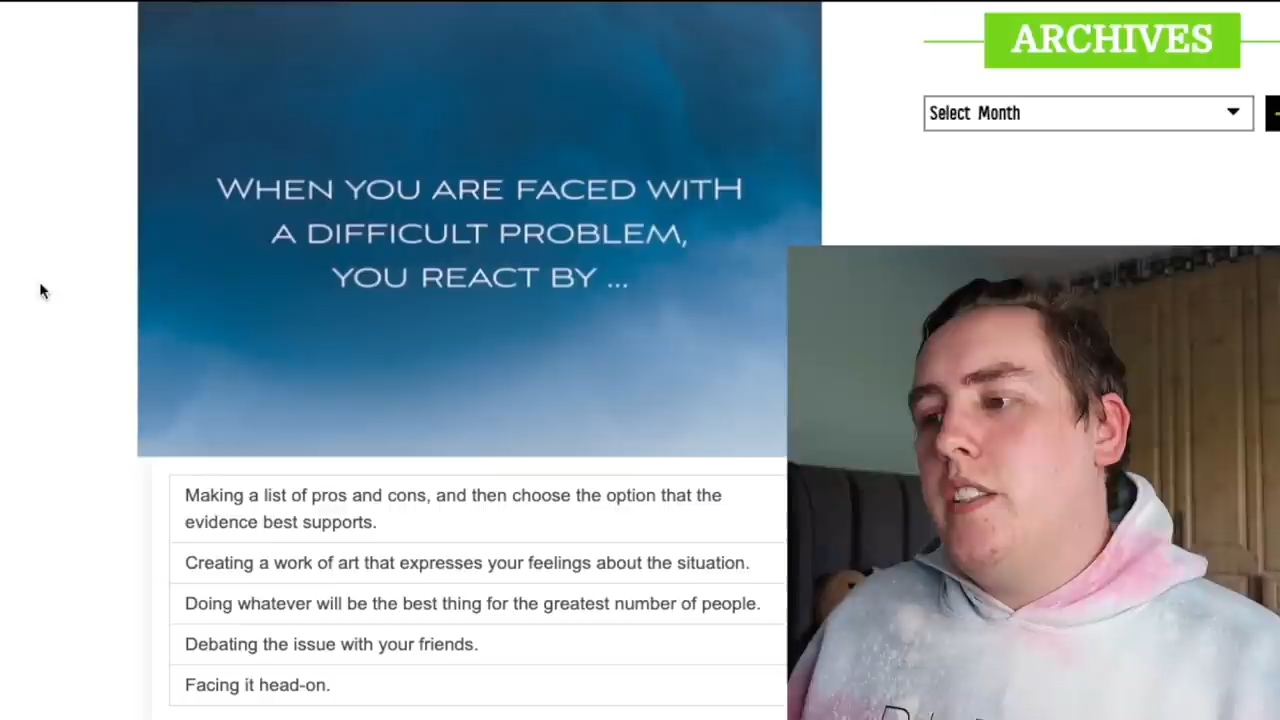 ARCHIVES
Select Month
WHEN YOU ARE FACED WITH
A DIFFICULT PROBLEM,
YOU REACT BY ...
Making a list of pros and cons, and then choose the option that the
evidence best supports.
Creating a work of art that expresses your feelings about the situation.
Doing whatever will be the best thing for the greatest number of people.
Debating the issue with your friends.
Facing it head-on.